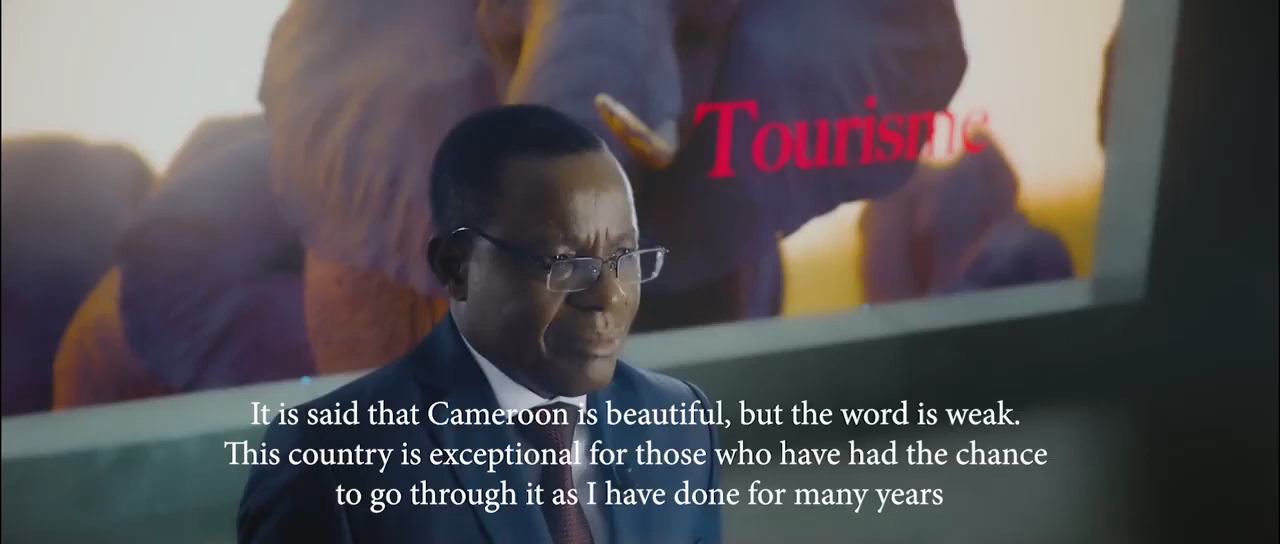 Tourisme
It is said that Cameroon is beautiful, but the word is weak.
This country is exceptional for those who have had the chance
to go through it as I have done for many years